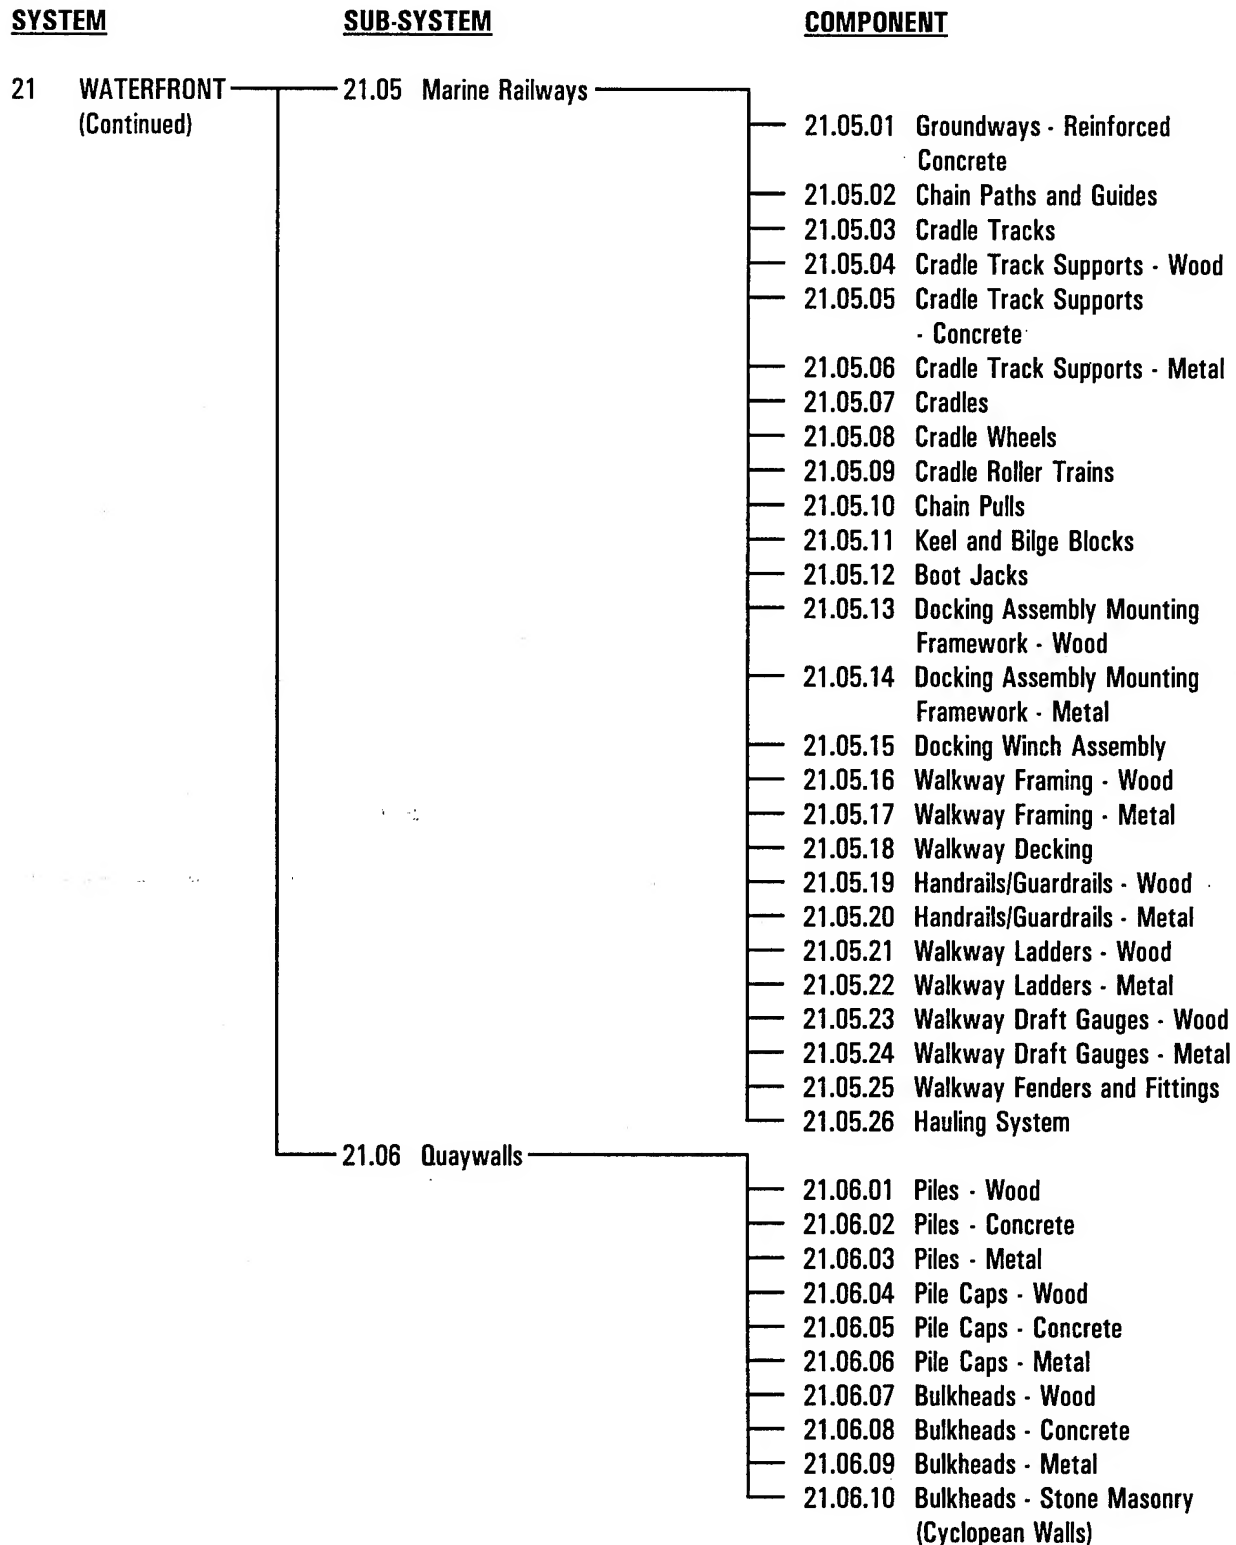 SYSTEM SUB-SYSTEM COMPONENT
21 WATERFRONT 21.05 Marine Railways
(Continued)
21.05.01 Groundways - Reinforced
Concrete
21.05.02 Chain Paths and Guides
21.05.03 Cradle Tracks
21.05.04 Cradle Track Supports - Wood
21.05.05 Cradle Track Supports
- Concrete
21.05.06 Cradle Track Supports - Metal
21.05.07 Cradles
21.05.08 Cradle Wheels
21.05.09 Cradle Roller Trains
21.05.10 Chain Pulls
21.05.11 Keel and Bilge Blocks
21.05.12 Boot Jacks
21.05.13 Docking Assembly Mounting
Framework - Wood
21.05.14 Docking Assembly Mounting
Framework - Metal
21.05.15 Docking Winch Assembly
21.05.16 Walkway Framing - Wood
21.05.17 Walkway Framing - Metal
21.05.18 Walkway Decking
21.05.19 Handrails/Guardrails - Wood
21.05.20 Handrails/Guardrails - Metal
21.05.21 Walkway Ladders - Wood
21.05.22 Walkway Ladders - Metal
21.05.23 Walkway Draft Gauges - Wood
21.05.24 Walkway Draft Gauges - Metal
21.05.25 Walkway Fenders and Fittings
21.05.26 Hauling System
21.06 Quaywalls
21.06.01 Piles - Wood
21.06.02 Piles - Concrete
21.06.03 Piles - Metal
21.06.04 Pile Caps - Wood
21.06.05 Pile Caps - Concrete
21.06.06 Pile Caps - Metal
21.06.07 Bulkheads - Wood
21.06.08 Bulkheads - Concrete
21.06.09 Bulkheads - Metal
21.06.10 Bulkheads - Stone Masonry
(Cyclopean Walls)